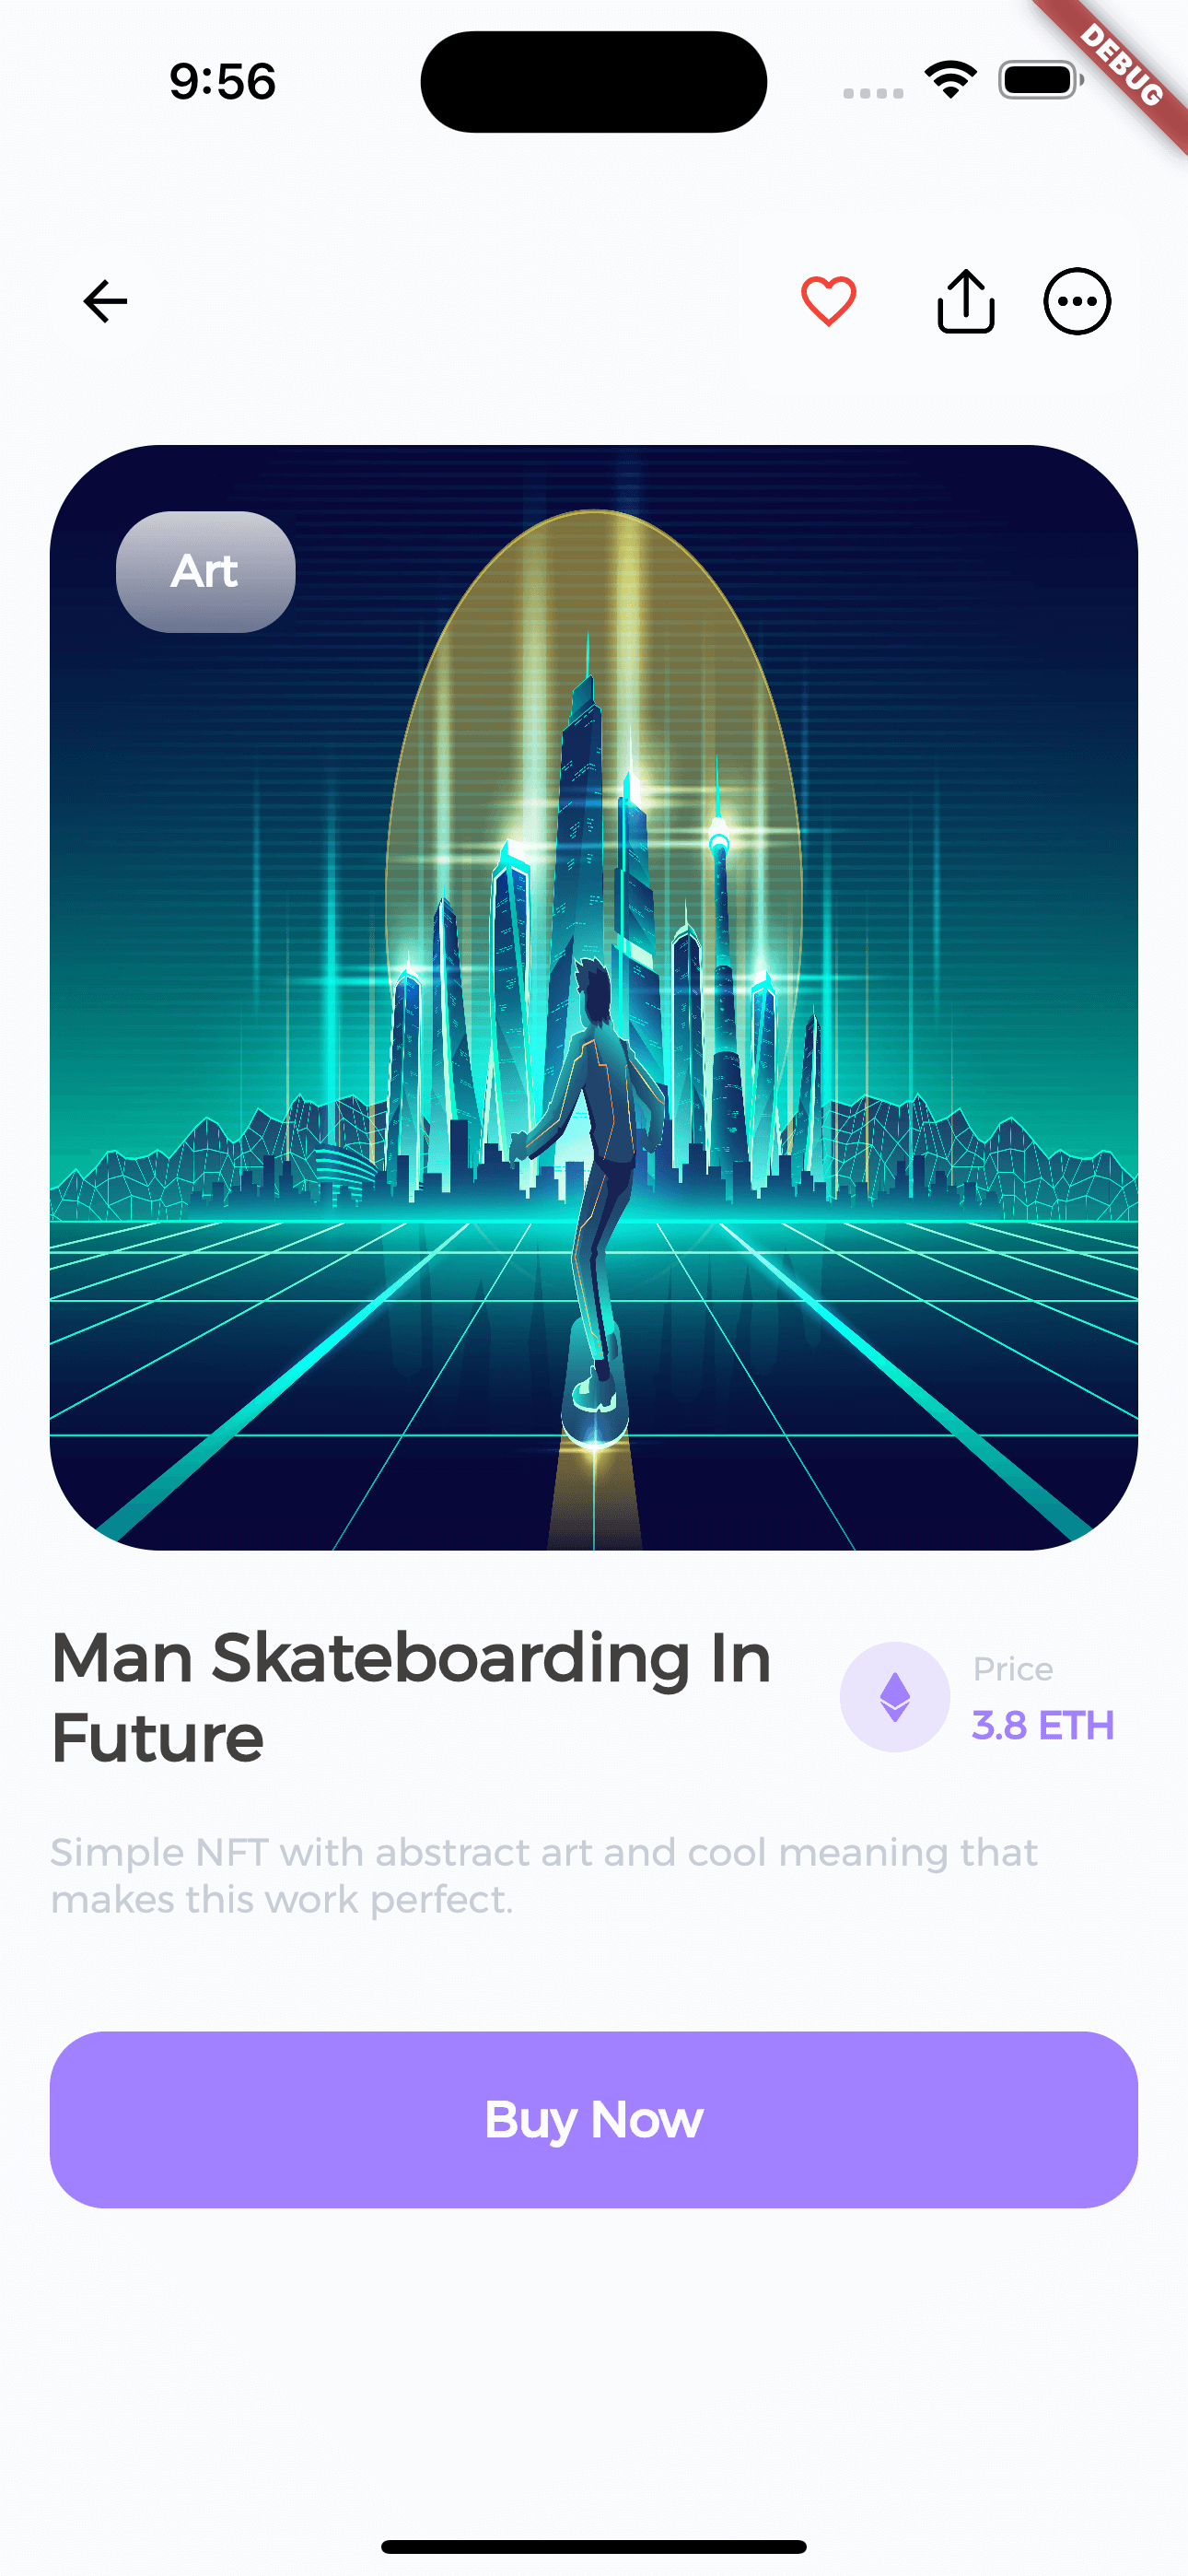 9:56
DEBUG
Art
Man Skateboarding In
Future
Price
3.8 ETH
Simple NFT with abstract art and cool meaning that
makes this work perfect.
Buy Now